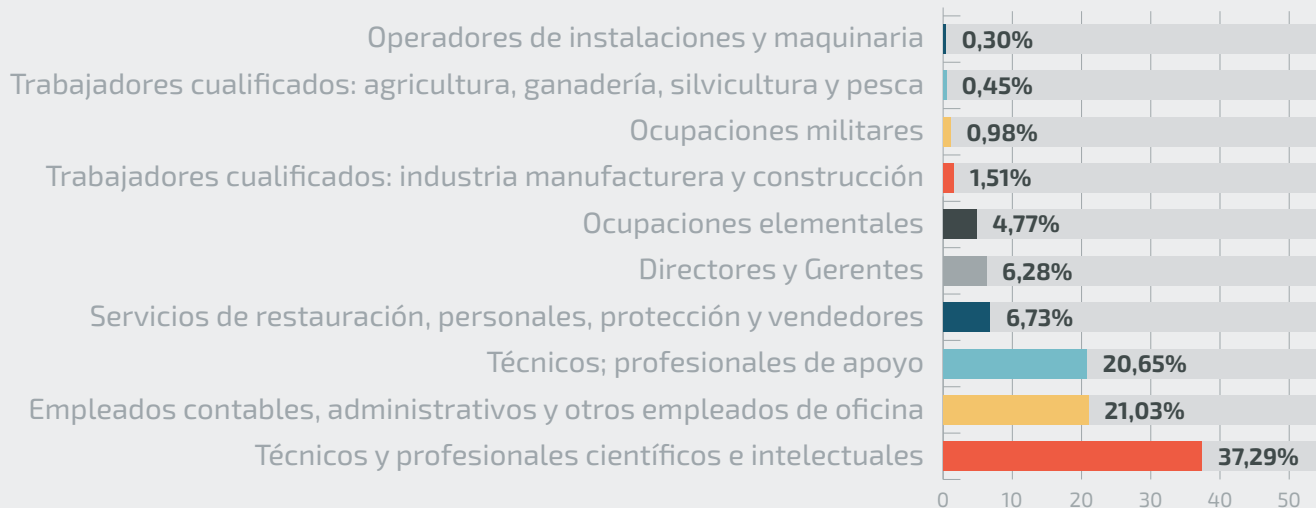 Operadores de instalaciones y maquinaria 0,30%
Trabajadores cualificados: agricultura, ganadería, silvicultura y pesca 0,45%
Ocupaciones militares 0,98%
Trabajadores cualificados: industria manufacturera y construcción 1,51%
Ocupaciones elementales 4,77%
Directores y Gerentes 6,28%
Servicios de restauración, personales, protección y vendedores 6,73%
Técnicos; profesionales de apoyo 20,65%
Empleados contables, administrativos y otros empleados de oficina 21,03%
Técnicos y profesionales científicos e intelectuales 37,29%
0 10 20 30 40 50